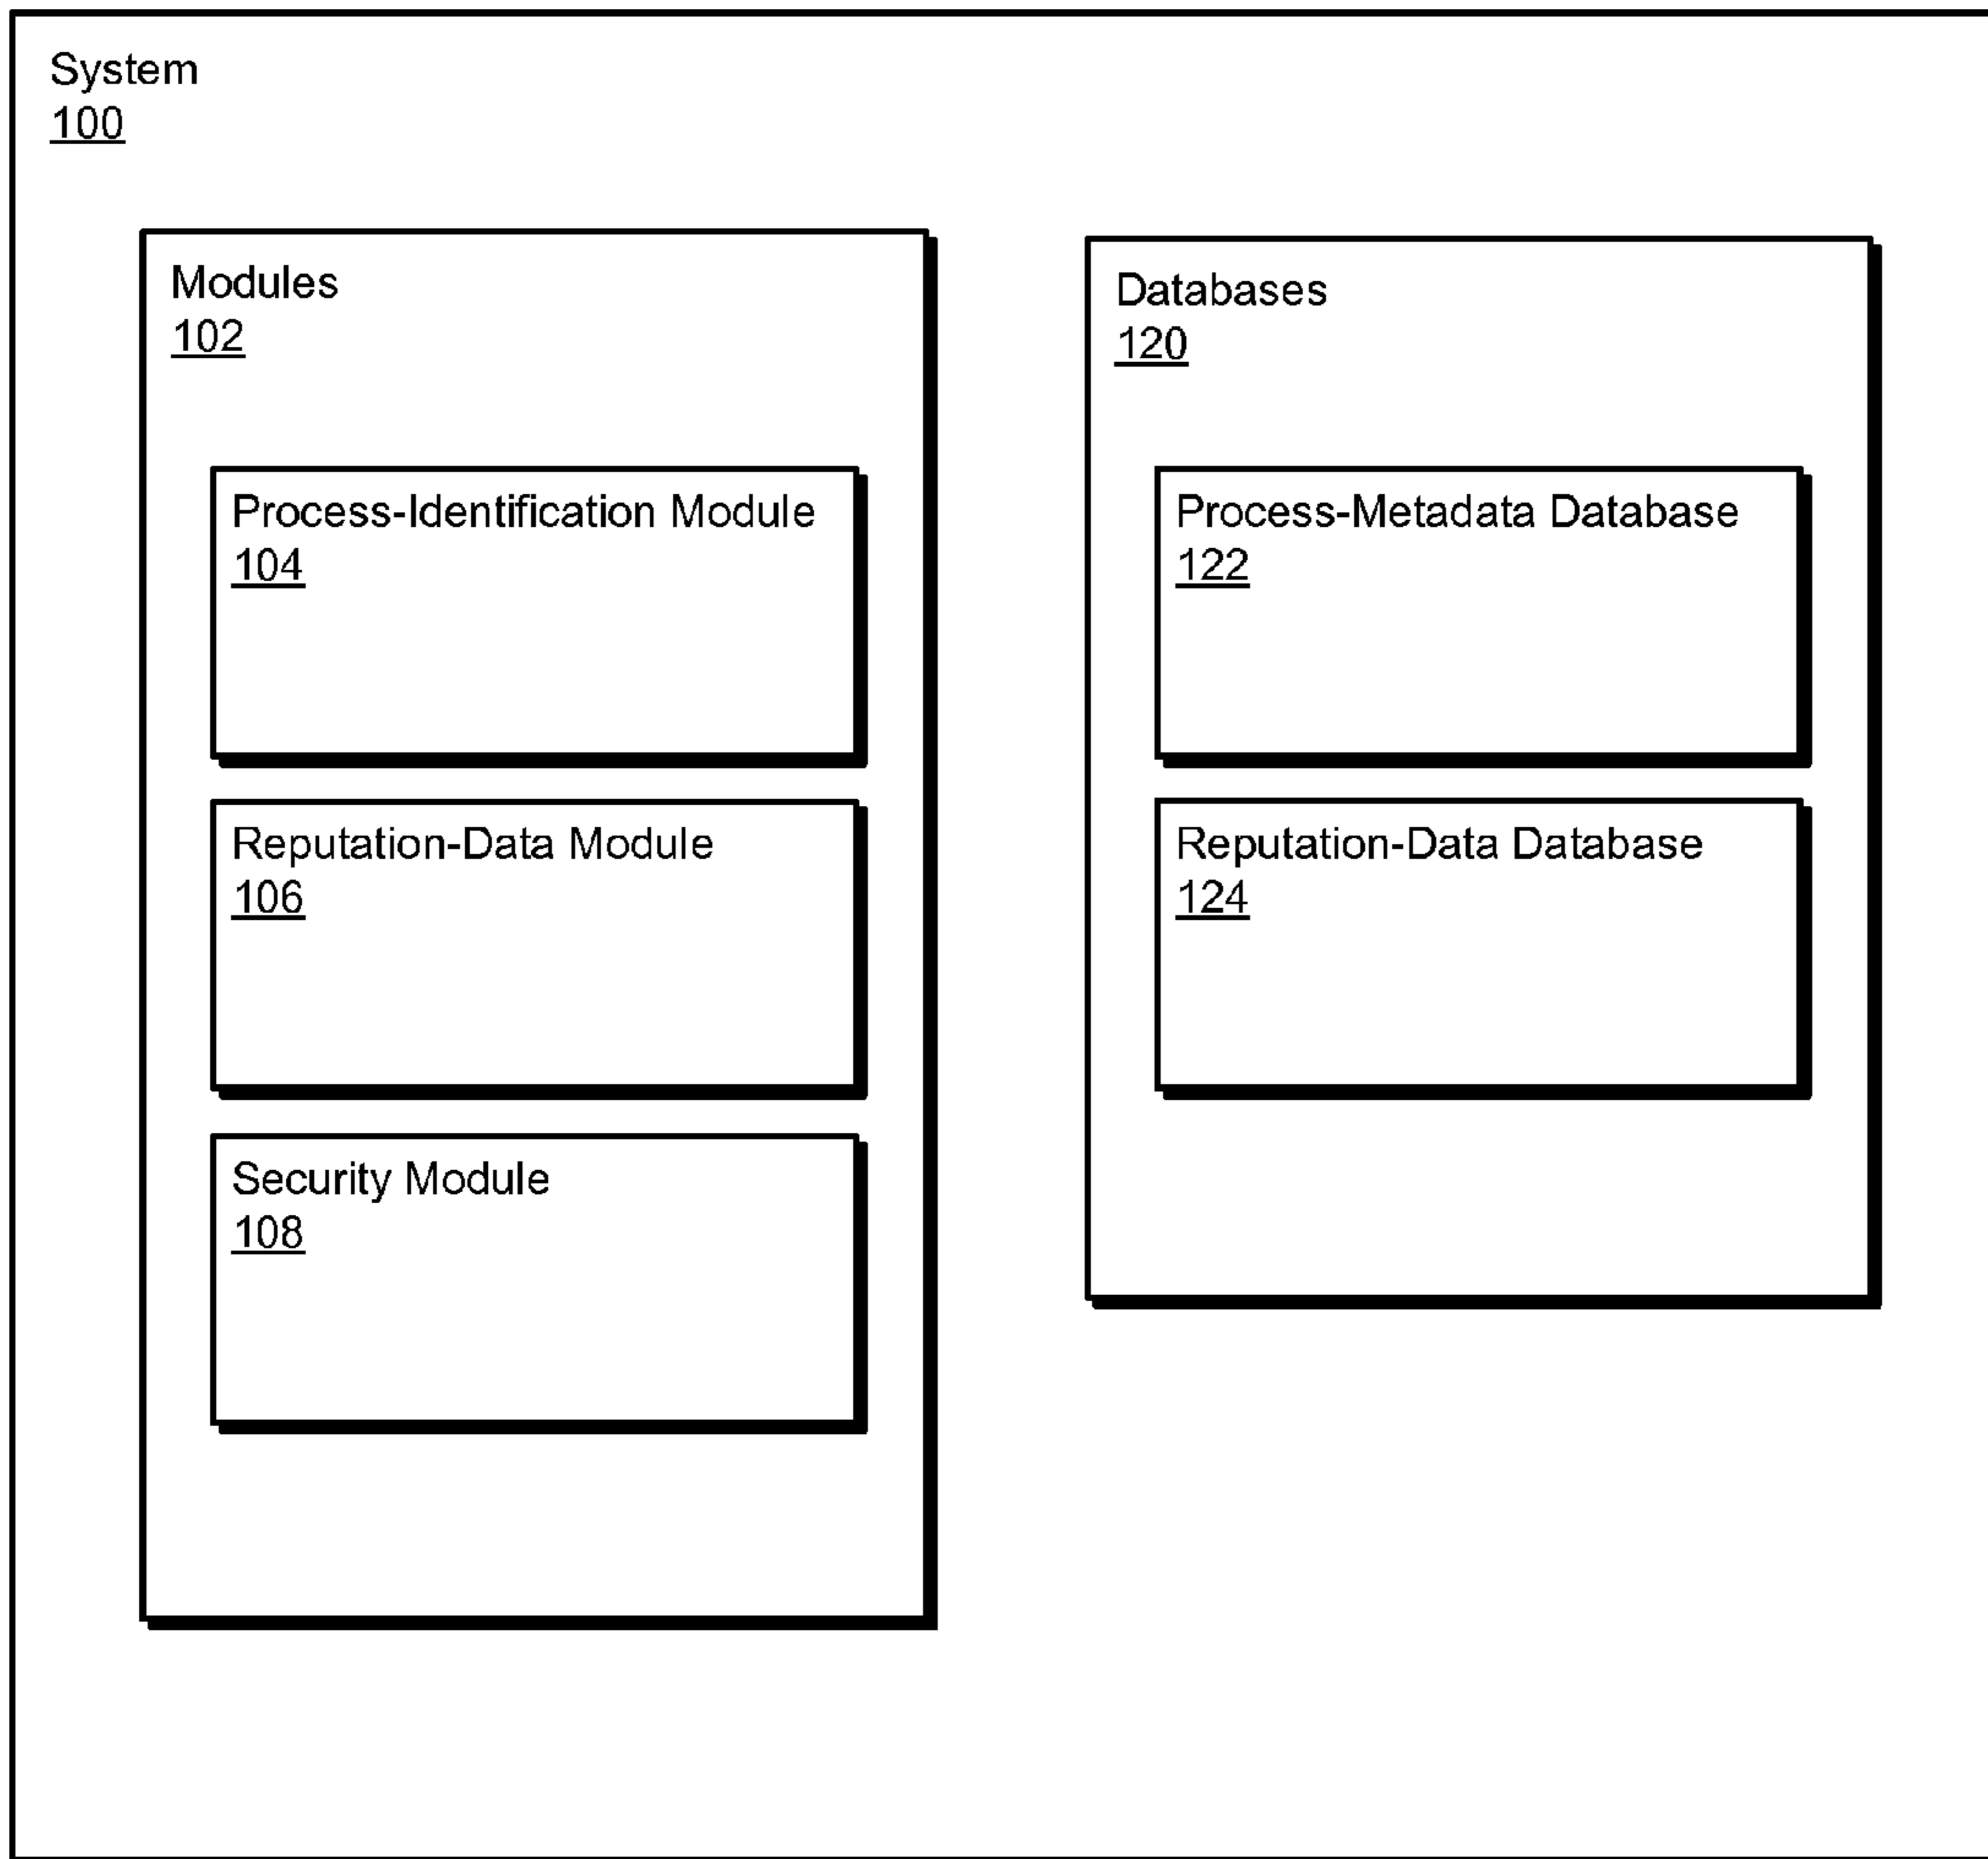 System
100
Modules
102
Process-Identification Module
104
Reputation-Data Module
106
Security Module
108
Databases
120
Process-Metadata Database
122
Reputation-Data Database
124